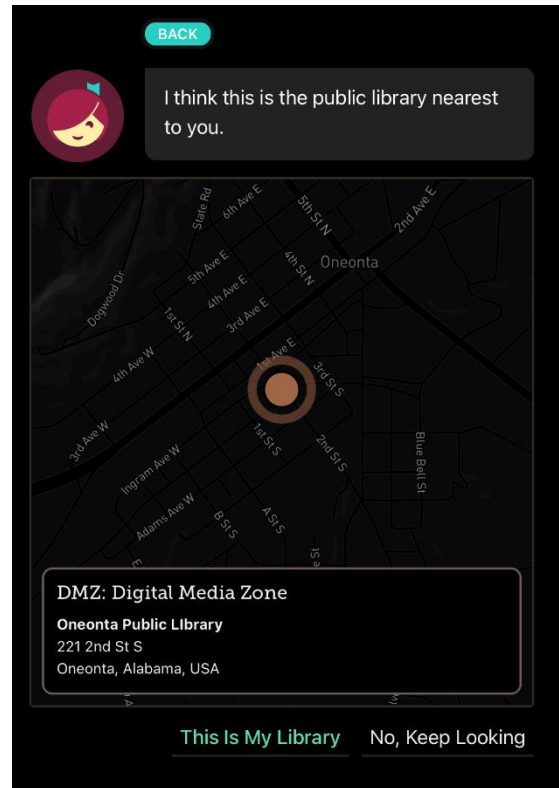 BACK
I think this is the public library nearest
to you.
State Rd
6th Ave E
5th St N
2nd Ave E
Oneonta
Dogwood Dr
5th Ave E
4th St N
4th Ave E
1st St N
3rd Ave E
4th Ave W
1st Ave E
3rd St S
3rd Ave W
1st St S
2nd St S
Blue Bell St
Ingram Ave W
Adams Ave W
B St S
A St S
e St
DMZ: Digital Media Zone
Oneonta Public LIbrary
221 2nd St S
Oneonta, Alabama, USA
This Is My Library
No, Keep Looking